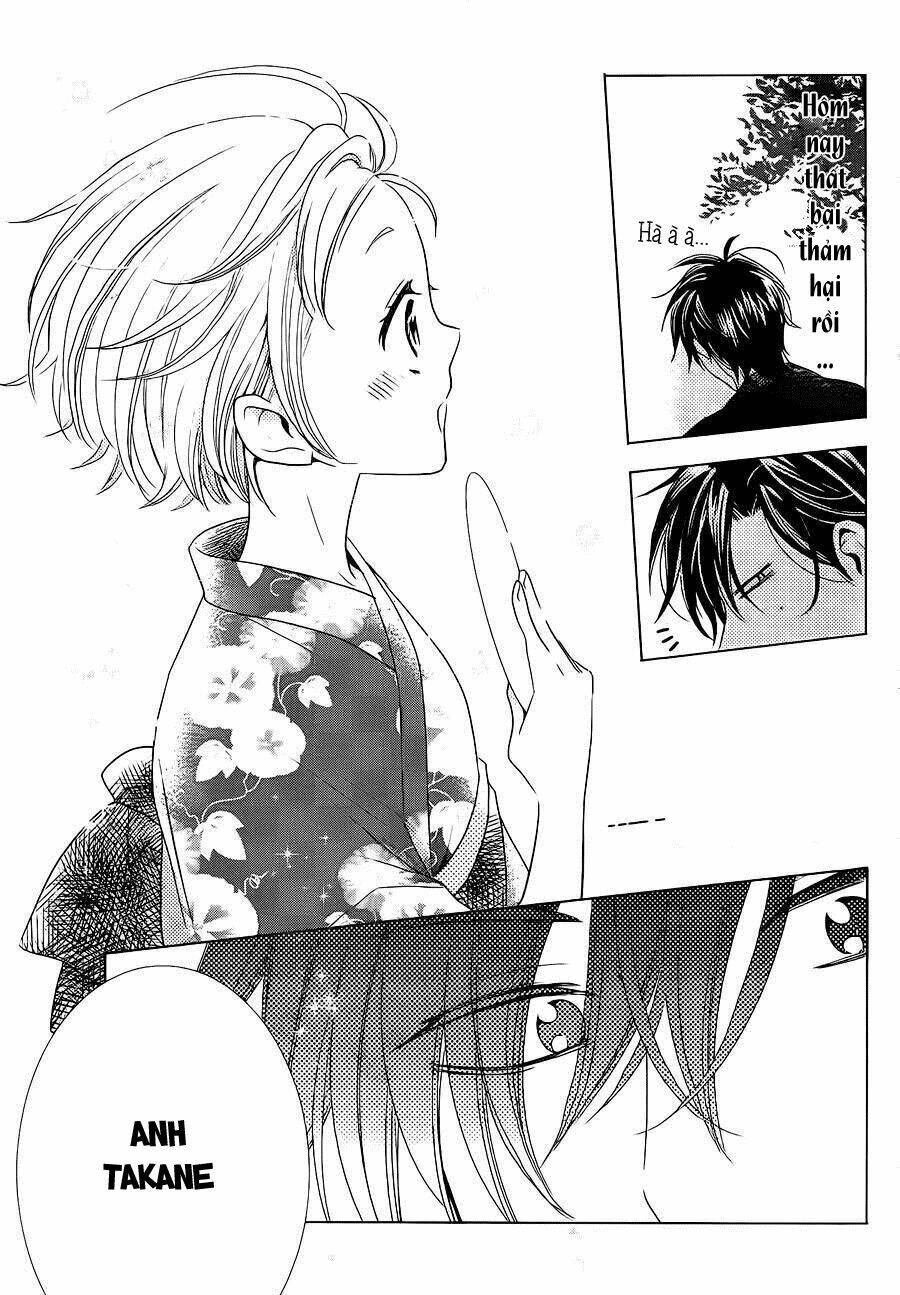 Hôm
nay
thất
bại
thảm
hại
rồi
...
Hà à à...
ANH
TAKANE